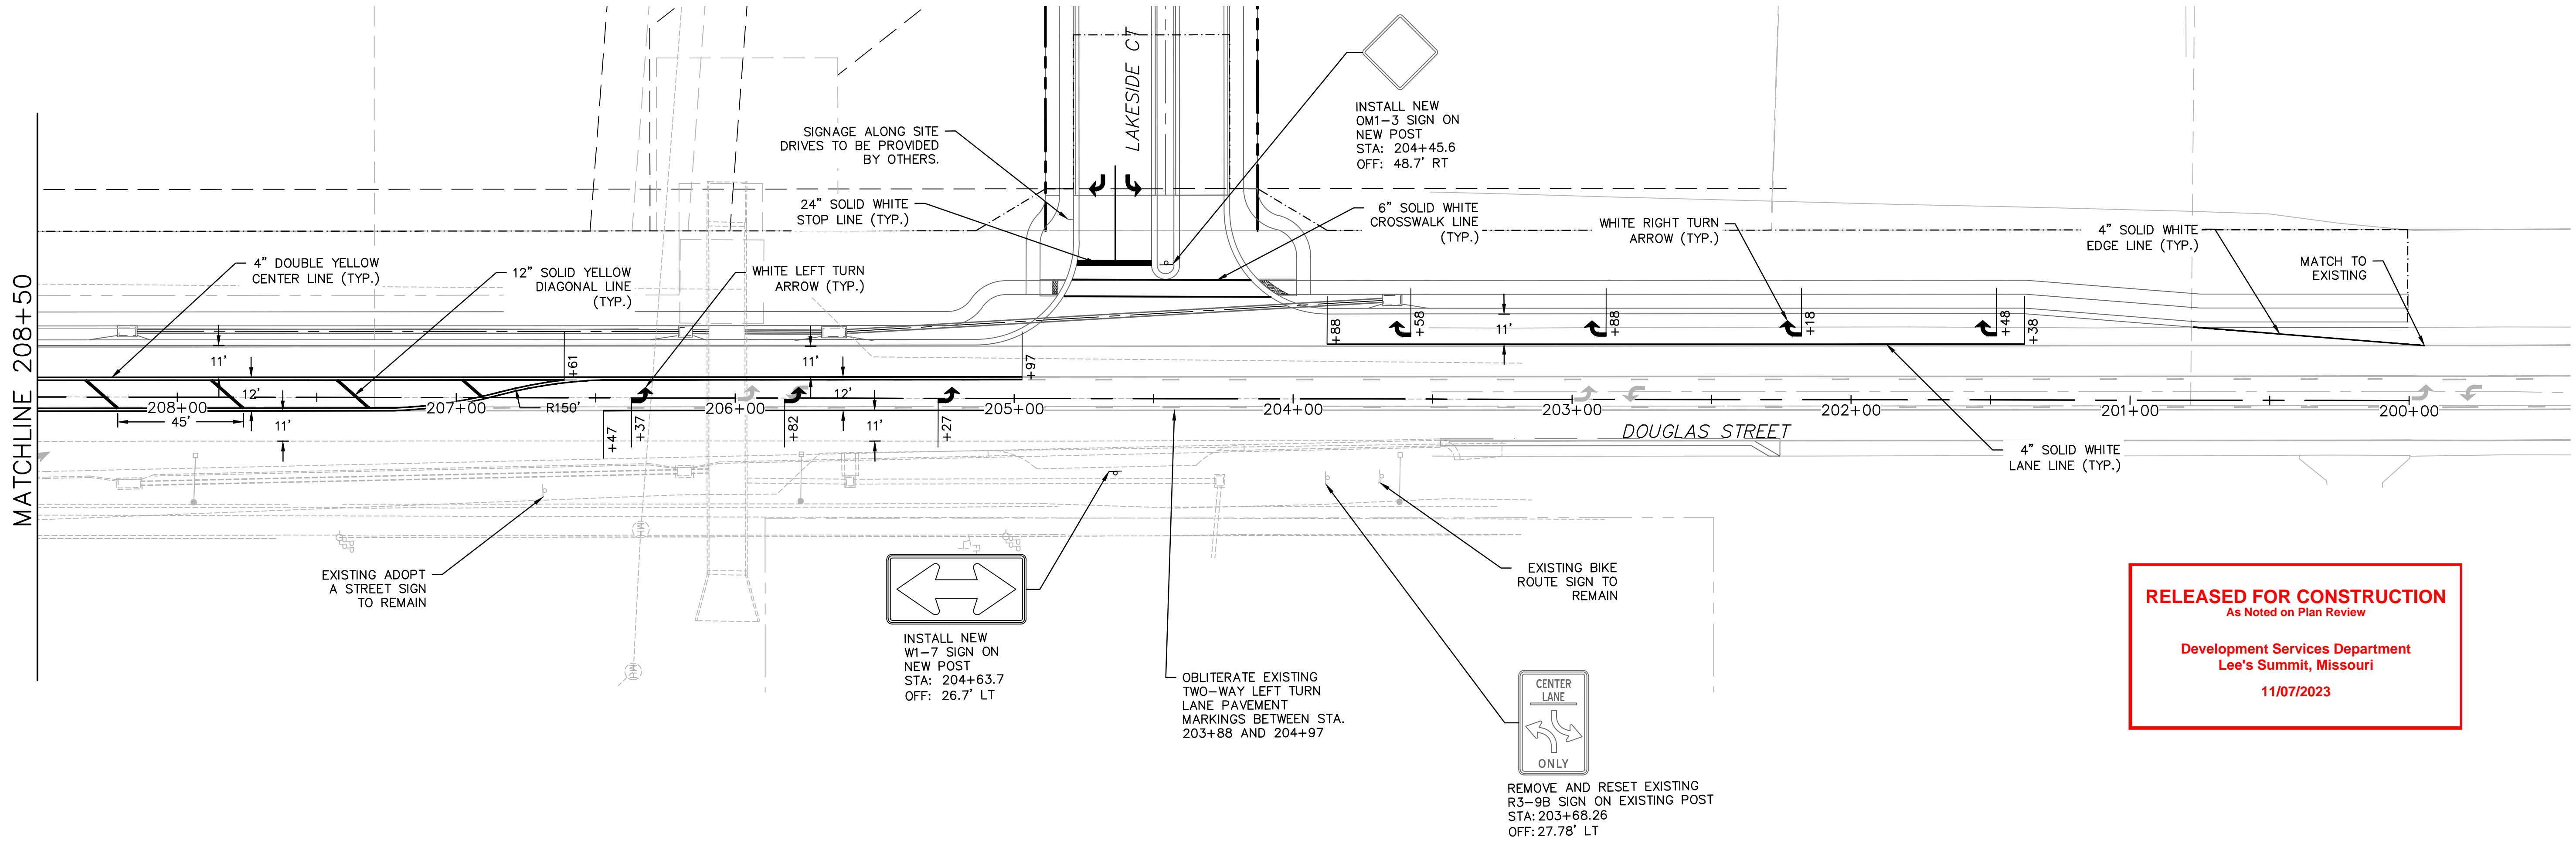 MATCHLINE 208+50
LAKESIDE CT
INSTALL NEW
OM1-3 SIGN ON
NEW POST
STA: 204+45.6
OFF: 48.7' RT
SIGNAGE ALONG SITE
DRIVES TO BE PROVIDED
BY OTHERS.
24" SOLID WHITE
STOP LINE (TYP.)
6" SOLID WHITE
CROSSWALK LINE
(TYP.)
WHITE RIGHT TURN
ARROW (TYP.)
4" SOLID WHITE
EDGE LINE (TYP.)
MATCH TO
EXISTING
4" DOUBLE YELLOW
CENTER LINE (TYP.)
12" SOLID YELLOW
DIAGONAL LINE
(TYP.)
WHITE LEFT TURN
ARROW (TYP.)
+88
+58
11'
+88
+18
+48
+38
11'
+61
11'
+97
12'
R150'
12'
208+00
207+00
206+00
205+00
204+00
203+00
202+00
201+00
200+00
45'
11'
+47
+37
+82
11'
+27
DOUGLAS STREET
4" SOLID WHITE
LANE LINE (TYP.)
EXISTING ADOPT
A STREET SIGN
TO REMAIN
INSTALL NEW
W1-7 SIGN ON
NEW POST
STA: 204+63.7
OFF: 26.7' LT
EXISTING BIKE
ROUTE SIGN TO
REMAIN
OBLITERATE EXISTING
TWO-WAY LEFT TURN
LANE PAVEMENT
MARKINGS BETWEEN STA.
203+88 AND 204+97
CENTER
LANE
ONLY
REMOVE AND RESET EXISTING
R3-9B SIGN ON EXISTING POST
STA: 203+68.26
OFF: 27.78' LT
RELEASED FOR CONSTRUCTION
As Noted on Plan Review
Development Services Department
Lee's Summit, Missouri
11/07/2023